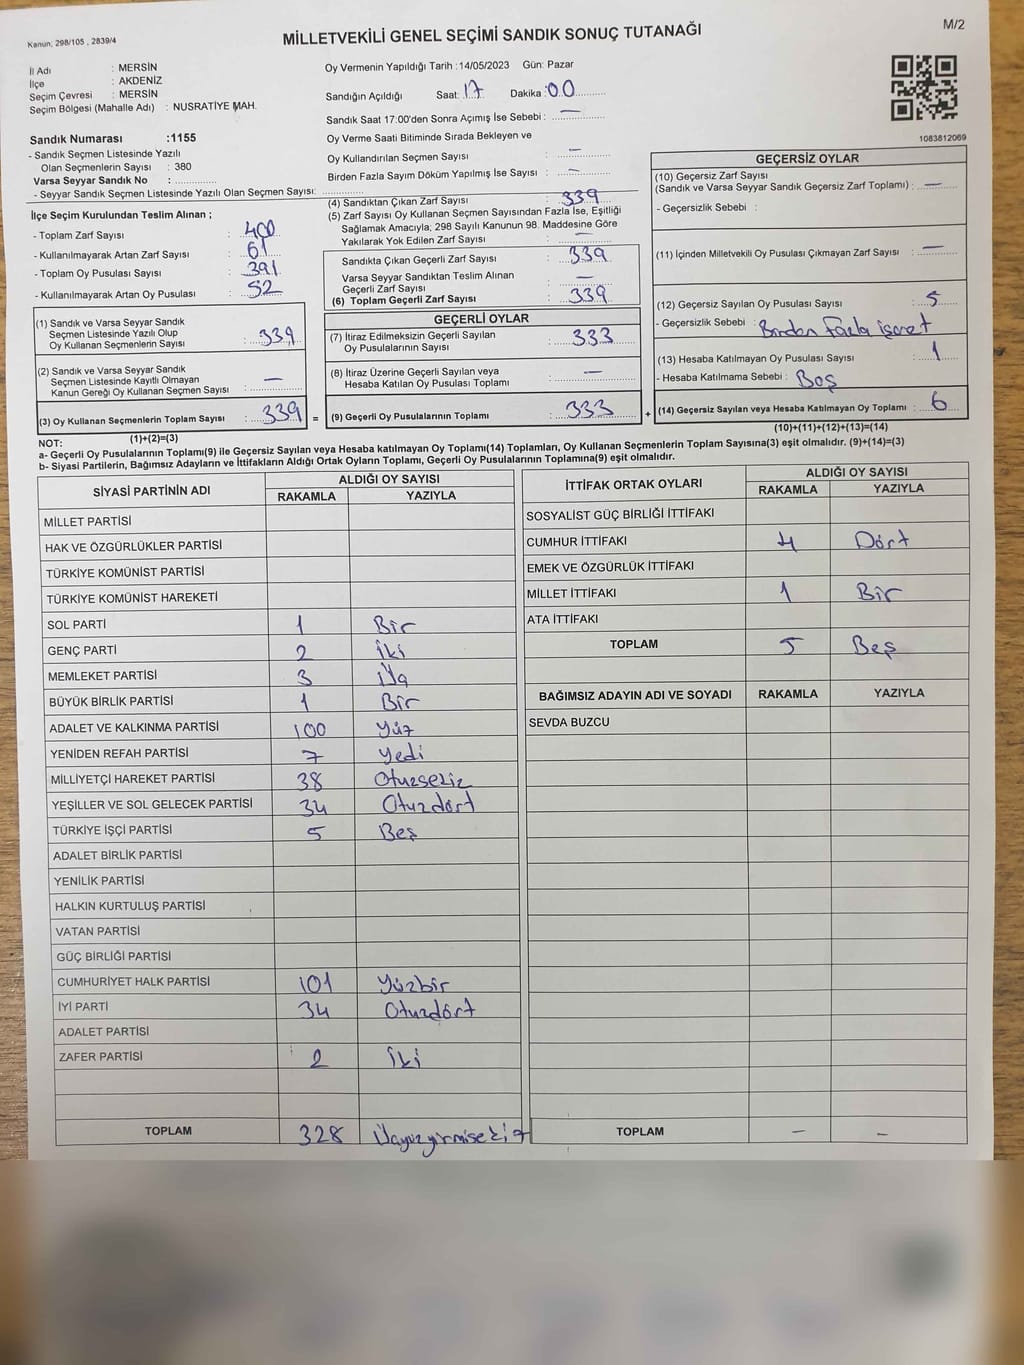 Kanun, 298/105 , 2839/4
MİLLETVEKİLİ GENEL SEÇİMİ SANDIK SONUÇ TUTANAĞI
M/2
İl Adı : MERSİN
İlçe : AKDENİZ
Seçim Çevresi : MERSİN
Seçim Bölgesi (Mahalle Adı) : NUSRATİYE MAH.
Sandık Numarası :1155
- Sandık Seçmen Listesinde Yazılı
Olan Seçmenlerin Sayısı : 380
Varsa Seyyar Sandık No :
- Seyyar Sandık Seçmen Listesinde Yazılı Olan Seçmen Sayısı:
Oy Vermenin Yapıldığı Tarih :14/05/2023 Gün: Pazar
Sandığın Açıldığı Saat: 17 Dakika :00
Sandık Saat 17:00'den Sonra Açımış İse Sebebi : —
Oy Verme Saati Bitiminde Sırada Bekleyen ve
Oy Kullandırılan Seçmen Sayısı : —
Birden Fazla Sayım Döküm Yapılmış İse Sayısı : —
1083812069
İlçe Seçim Kurulundan Teslim Alınan ;
- Toplam Zarf Sayısı : 400
- Kullanılmayarak Artan Zarf Sayısı : 61
- Toplam Oy Pusulası Sayısı : 391
- Kullanılmayarak Artan Oy Pusulası : 52
(1) Sandık ve Varsa Seyyar Sandık
Seçmen Listesinde Yazılı Olup
Oy Kullanan Seçmenlerin Sayısı : 339
(2) Sandık ve Varsa Seyyar Sandık
Seçmen Listesinde Kayıtlı Olmayan
Kanun Gereği Oy Kullanan Seçmen Sayısı : —
(3) Oy Kullanan Seçmenlerin Toplam Sayısı : 339
(1)+(2)=(3)
(4) Sandıktan Çıkan Zarf Sayısı : 339
(5) Zarf Sayısı Oy Kullanan Seçmen Sayısından Fazla İse, Eşitliği
Sağlamak Amacıyla; 298 Sayılı Kanunun 98. Maddesine Göre
Yakılarak Yok Edilen Zarf Sayısı : —
Sandıkta Çıkan Geçerli Zarf Sayısı : 339
Varsa Seyyar Sandıktan Teslim Alınan
Geçerli Zarf Sayısı : —
(6) Toplam Geçerli Zarf Sayısı : 339
GEÇERLİ OYLAR
(7) İtiraz Edilmeksizin Geçerli Sayılan
Oy Pusulalarının Sayısı : 333
(8) İtiraz Üzerine Geçerli Sayılan veya
Hesaba Katılan Oy Pusulası Toplamı : —
= (9) Geçerli Oy Pusulalarının Toplamı : 333
GEÇERSİZ OYLAR
(10) Geçersiz Zarf Sayısı
(Sandık ve Varsa Seyyar Sandık Geçersiz Zarf Toplamı) : —
- Geçersizlik Sebebi :
(11) İçinden Milletvekili Oy Pusulası Çıkmayan Zarf Sayısı : —
(12) Geçersiz Sayılan Oy Pusulası Sayısı : 5
- Geçersizlik Sebebi : Birden Fazla işaret
(13) Hesaba Katılmayan Oy Pusulası Sayısı : 1
- Hesaba Katılmama Sebebi : Boş
+ (14) Geçersiz Sayılan veya Hesaba Katılmayan Oy Toplamı : 6
(10)+(11)+(12)+(13)=(14)
NOT:
a- Geçerli Oy Pusulalarının Toplamı(9) ile Geçersiz Sayılan veya Hesaba katılmayan Oy Toplamı(14) Toplamları, Oy Kullanan Seçmenlerin Toplam Sayısına(3) eşit olmalıdır. (9)+(14)=(3)
b- Siyasi Partilerin, Bağımsız Adayların ve İttifakların Aldığı Ortak Oyların Toplamı, Geçerli Oy Pusulalarının Toplamına(9) eşit olmalıdır.
SİYASİ PARTİNİN ADI ALDIĞI OY SAYISI
RAKAMLA YAZIYLA
MİLLET PARTİSİ
HAK VE ÖZGÜRLÜKLER PARTİSİ
TÜRKİYE KOMÜNİST PARTİSİ
TÜRKİYE KOMÜNİST HAREKETİ
SOL PARTİ 1 Bir
GENÇ PARTİ 2 İki
MEMLEKET PARTİSİ 3 Üç
BÜYÜK BİRLİK PARTİSİ 1 Bir
ADALET VE KALKINMA PARTİSİ 100 Yüz
YENİDEN REFAH PARTİSİ 7 Yedi
MİLLİYETÇİ HAREKET PARTİSİ 38 Otuzsekiz
YEŞİLLER VE SOL GELECEK PARTİSİ 34 Otuzdört
TÜRKİYE İŞÇİ PARTİSİ 5 Beş
ADALET BİRLİK PARTİSİ
YENİLİK PARTİSİ
HALKIN KURTULUŞ PARTİSİ
VATAN PARTİSİ
GÜÇ BİRLİĞİ PARTİSİ
CUMHURİYET HALK PARTİSİ 101 Yüzbir
İYİ PARTİ 34 Otuzdört
ADALET PARTİSİ
ZAFER PARTİSİ 2 İki
TOPLAM 328 Üçyüzyirmisekiz
İTTİFAK ORTAK OYLARI ALDIĞI OY SAYISI
RAKAMLA YAZIYLA
SOSYALİST GÜÇ BİRLİĞİ İTTİFAKI
CUMHUR İTTİFAKI 4 Dört
EMEK VE ÖZGÜRLÜK İTTİFAKI
MİLLET İTTİFAKI 1 Bir
ATA İTTİFAKI
TOPLAM 5 Beş
BAĞIMSIZ ADAYIN ADI VE SOYADI RAKAMLA YAZIYLA
SEVDA BUZCU
TOPLAM — —